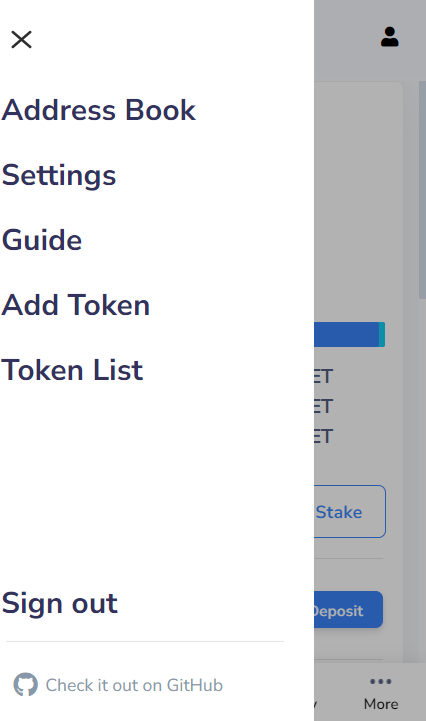 Address Book
Settings
Guide
Add Token
Token List
Stake
Deposit
Sign out
Check it out on GitHub
More